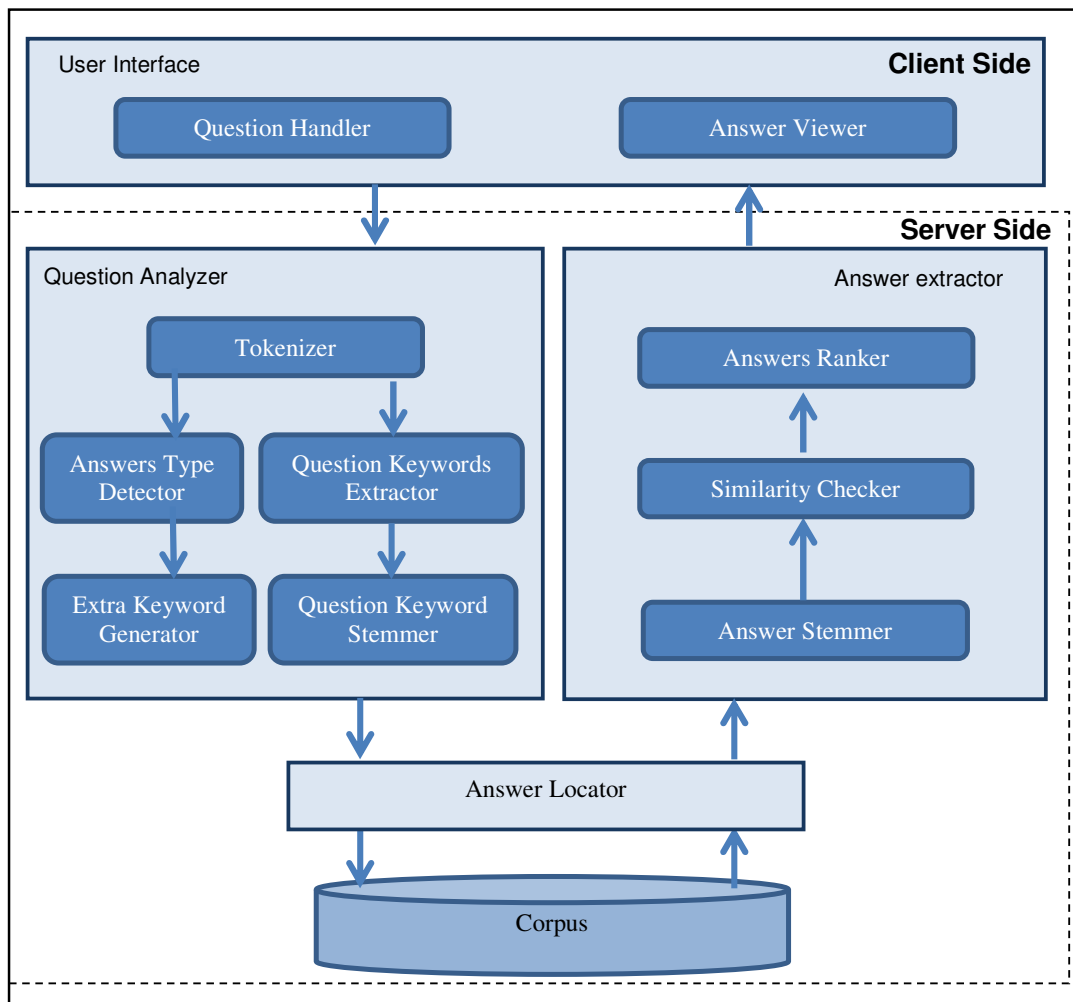 User Interface
Client Side
Question Handler
Answer Viewer
Server Side
Question Analyzer
Tokenizer
Answers Type
Detector
Question Keywords
Extractor
Extra Keyword
Generator
Question Keyword
Stemmer
Answer extractor
Answers Ranker
Similarity Checker
Answer Stemmer
Answer Locator
Corpus